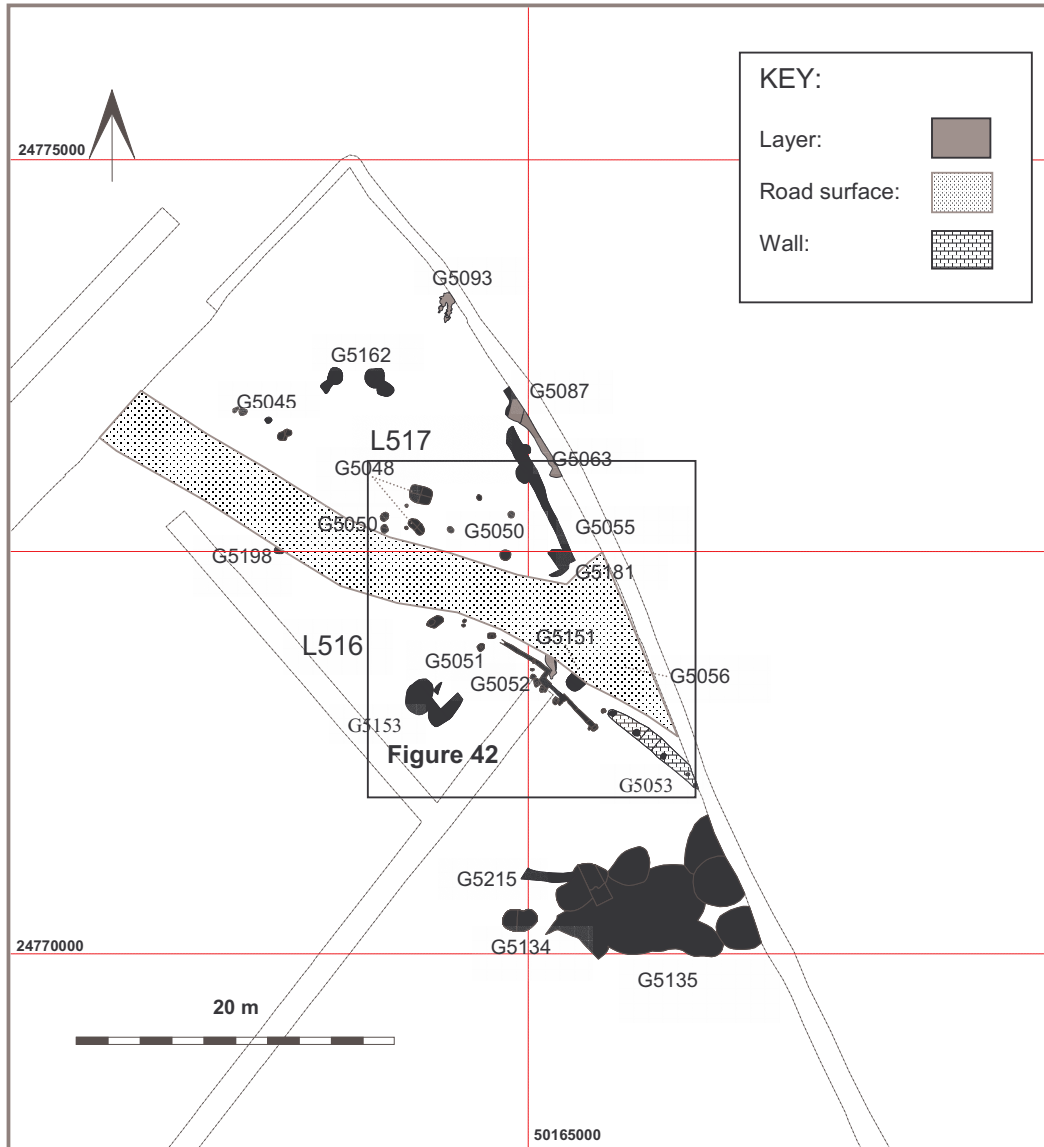 KEY:
Layer:
Road surface:
Wall:
24775000
G5093
G5162
G5087
G5045
L517
G5063
G5048
G5050
G5050
G5055
G5198
G5181
G5151
L516
G5051
G5056
G5052
G5153
Figure 42
G5053
G5215
G5134
24770000
G5135
20 m
50165000